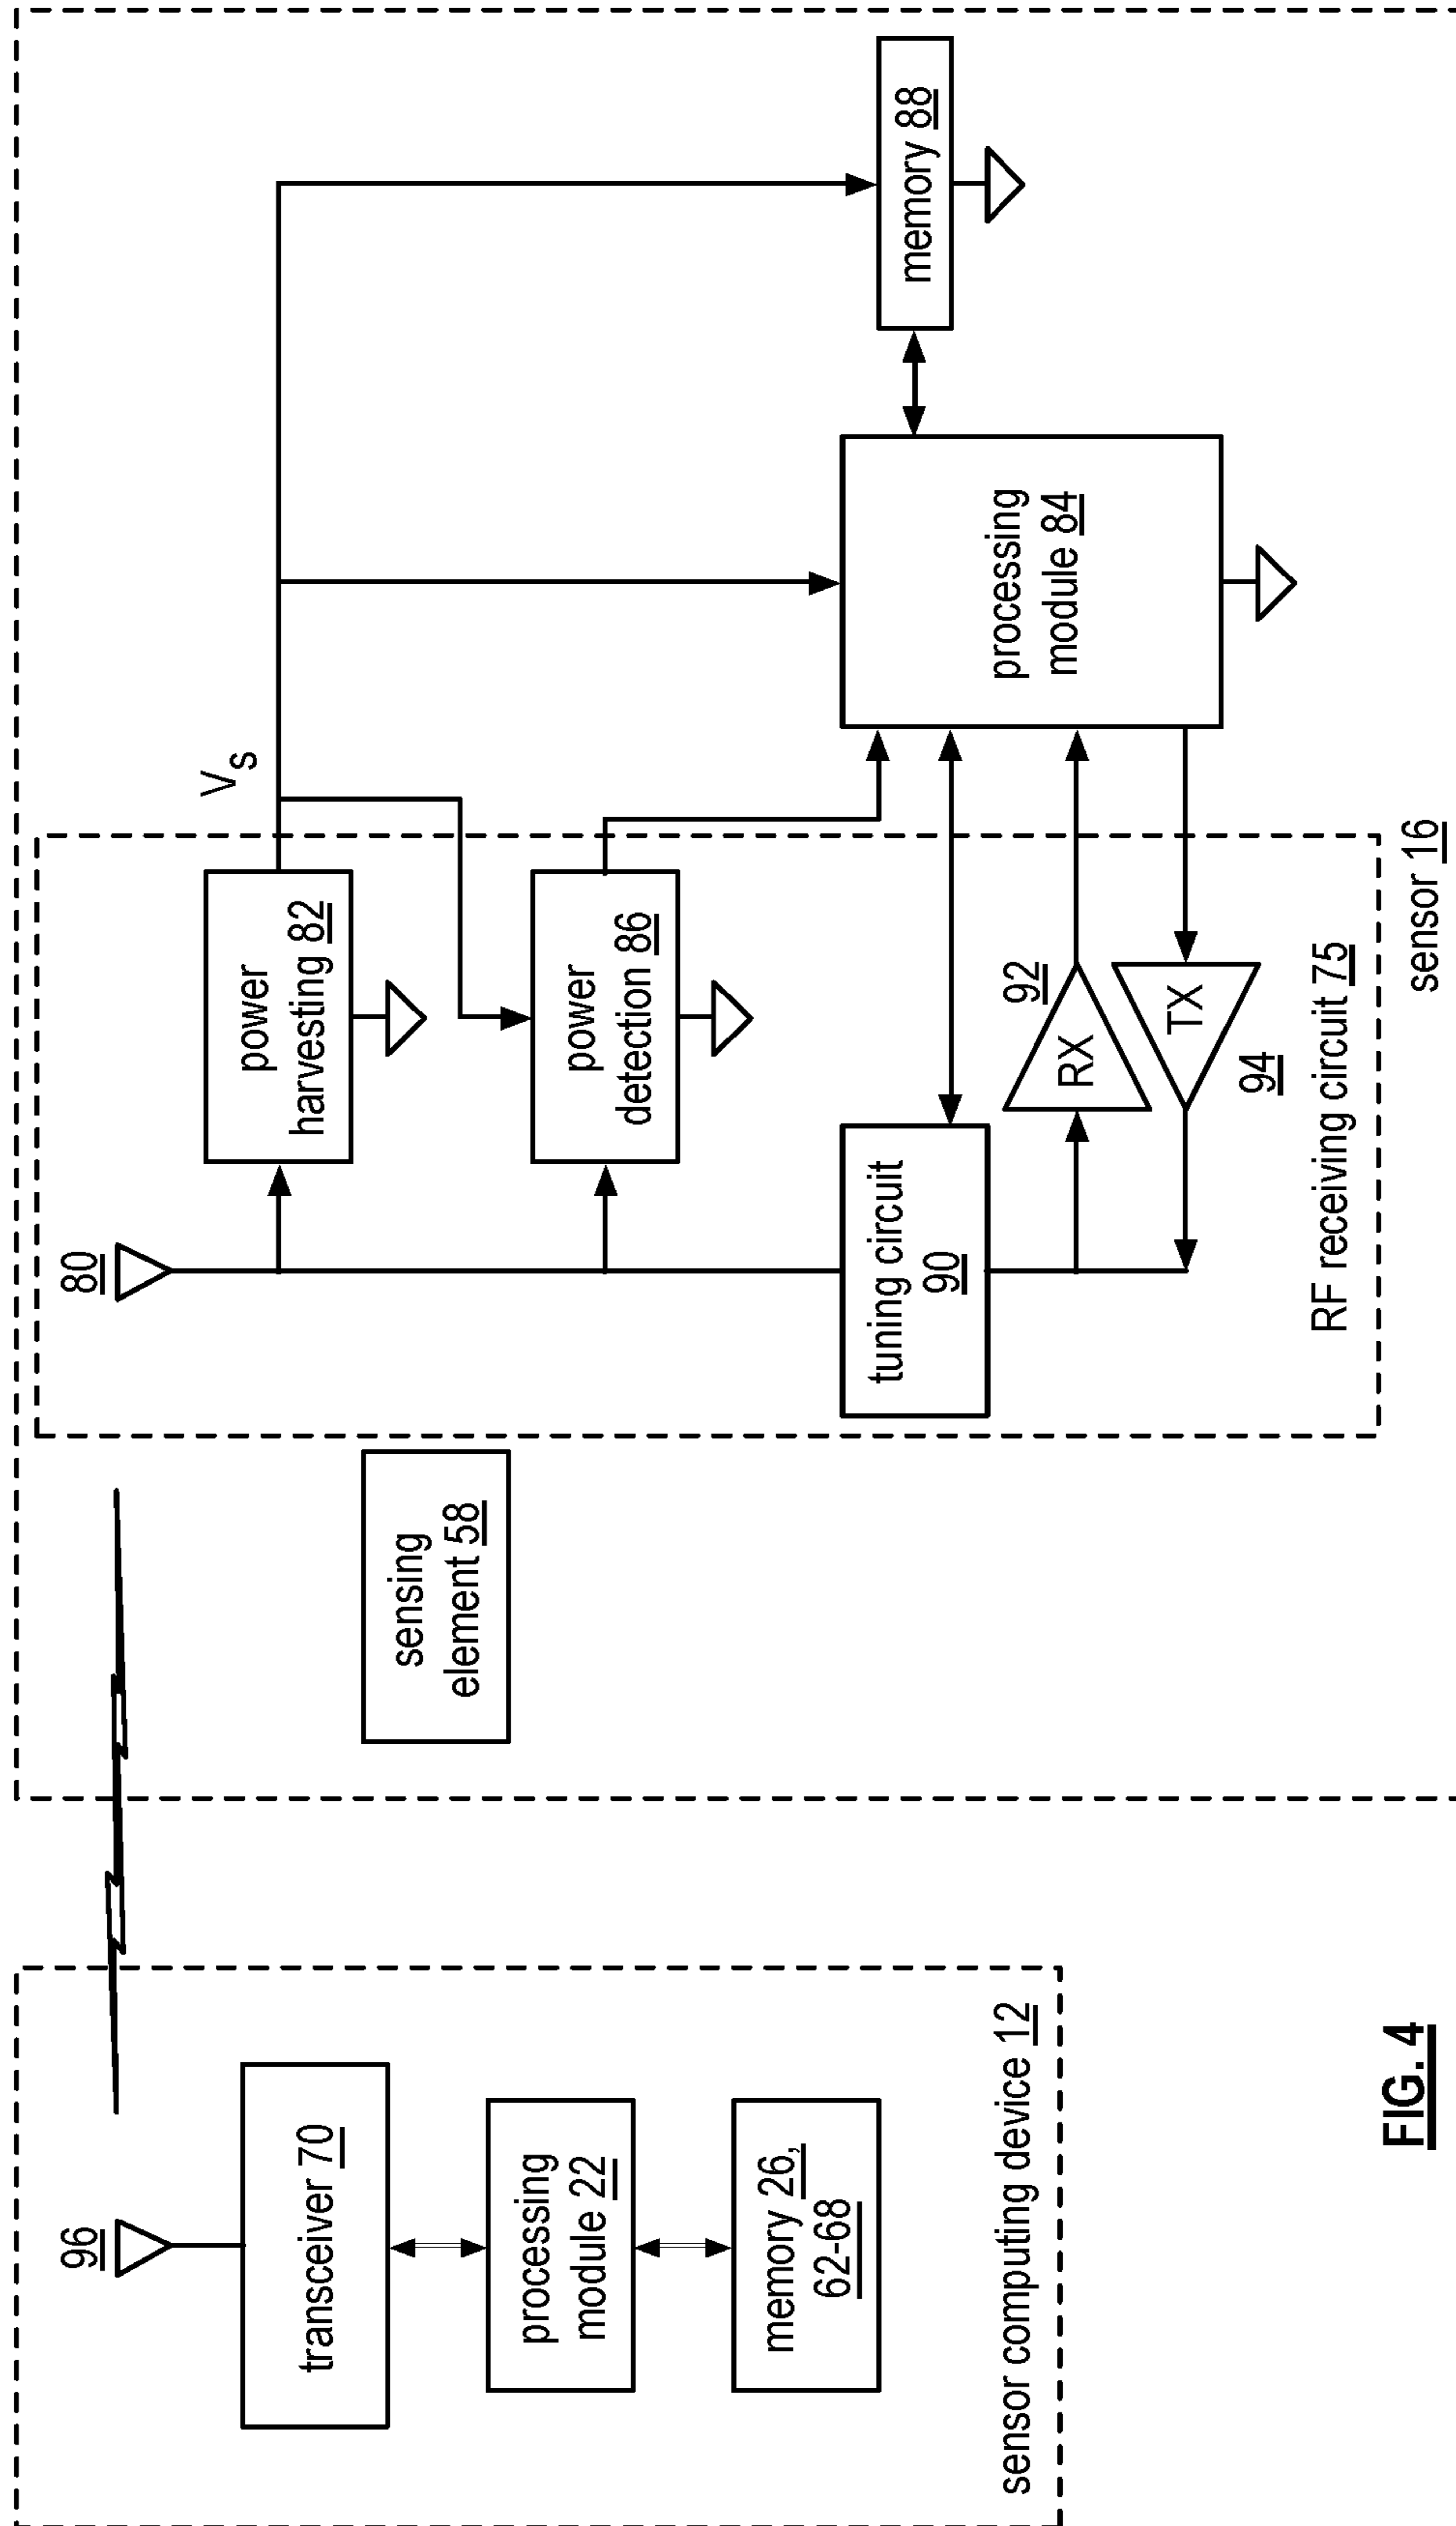 96
transceiver 70
processing
module 22
memory 26,
62-68
sensor computing device 12
sensing
element 58
80
power
harvesting 82
power
detection 86
tuning circuit
90
RX
92
TX
94
RF receiving circuit 75
Vs
processing
module 84
memory 88
sensor 16
FIG. 4